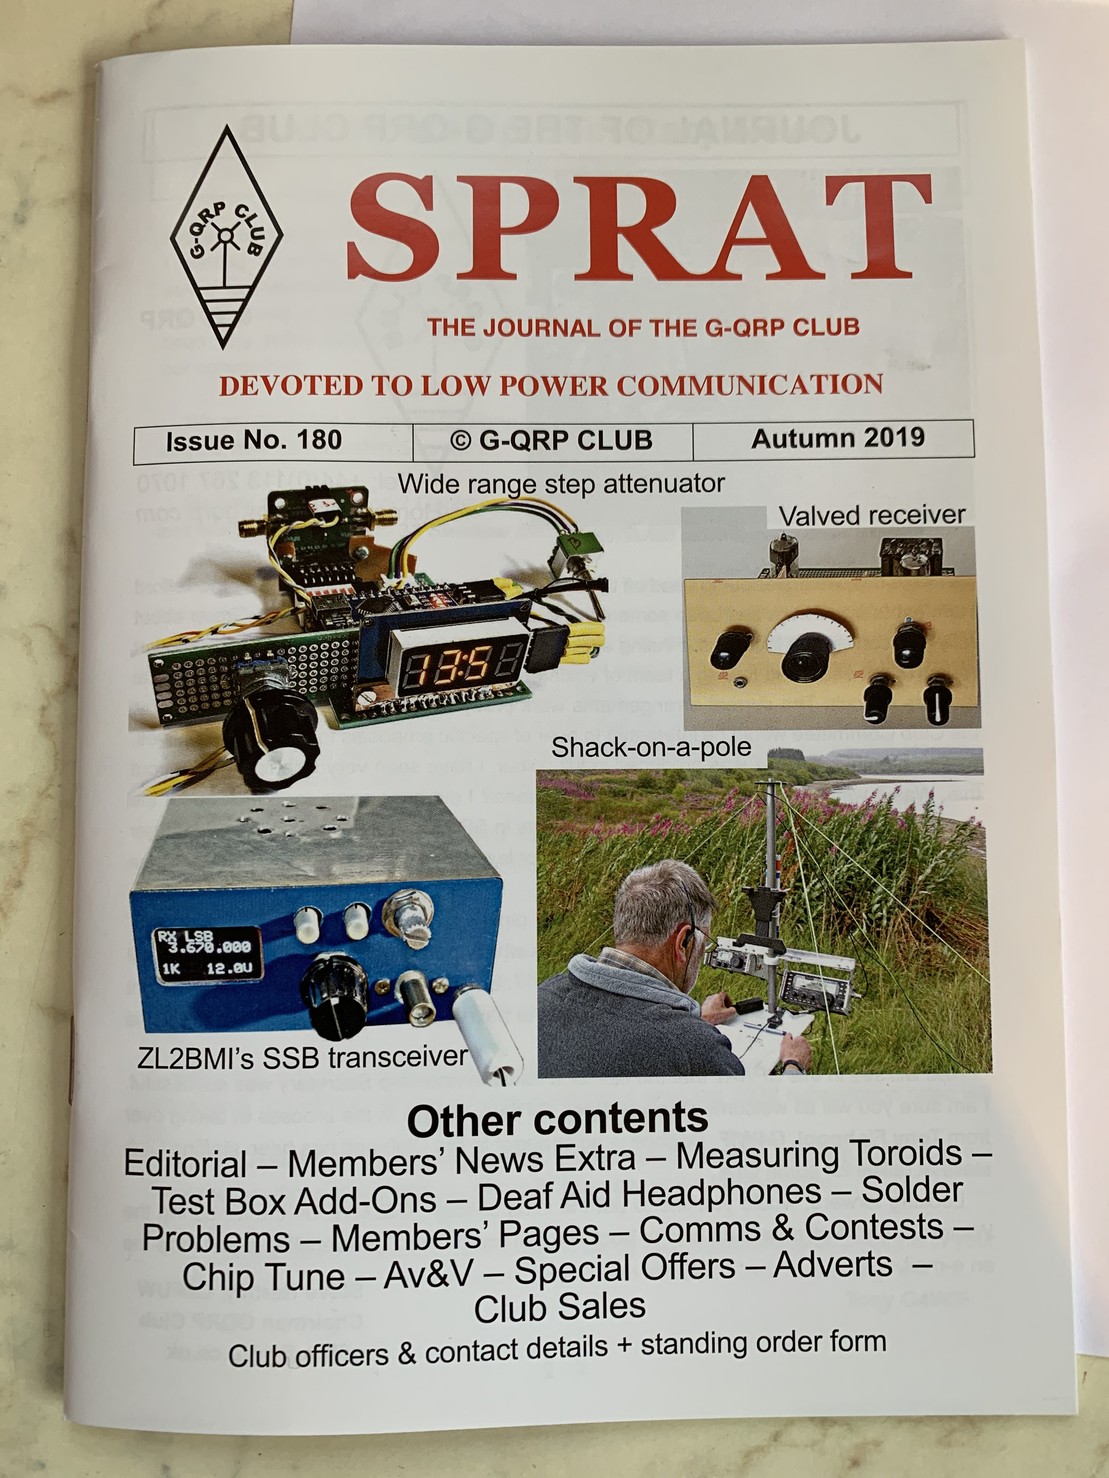 G-QRP CLUB
SPRAT
THE JOURNAL OF THE G-QRP CLUB
DEVOTED TO LOW POWER COMMUNICATION
Issue No. 180
© G-QRP CLUB
Autumn 2019
Wide range step attenuator
Valved receiver
13:5
Shack-on-a-pole
RX LSB
3.670.000
1K 12.0V
ZL2BMI's SSB transceiver
Other contents
Editorial – Members' News Extra – Measuring Toroids –
Test Box Add-Ons – Deaf Aid Headphones – Solder
Problems – Members' Pages – Comms & Contests –
Chip Tune – Av&V – Special Offers – Adverts –
Club Sales
Club officers & contact details + standing order form